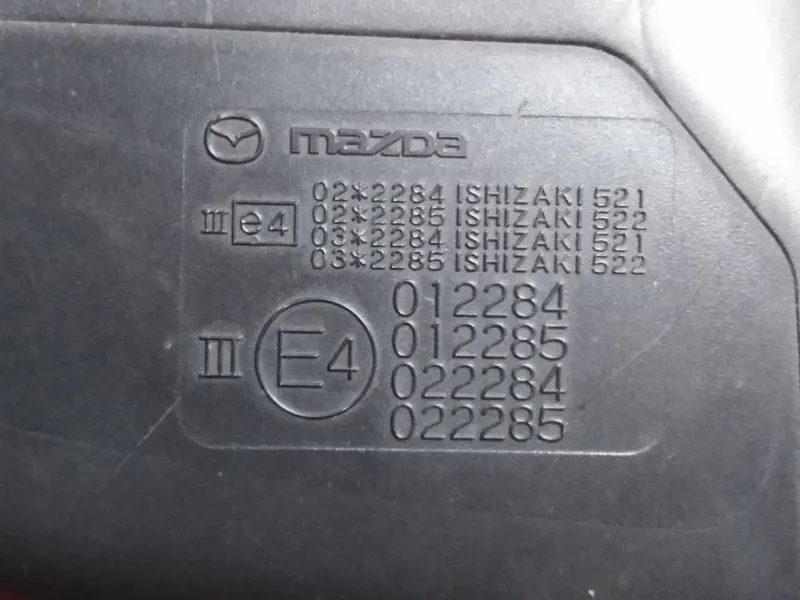 mazda
02*2284 ISHIZAKI 521
02*2285 ISHIZAKI 522
III e4
03*2284 ISHIZAKI 521
03*2285 ISHIZAKI 522
012284
012285
III E4
022284
022285